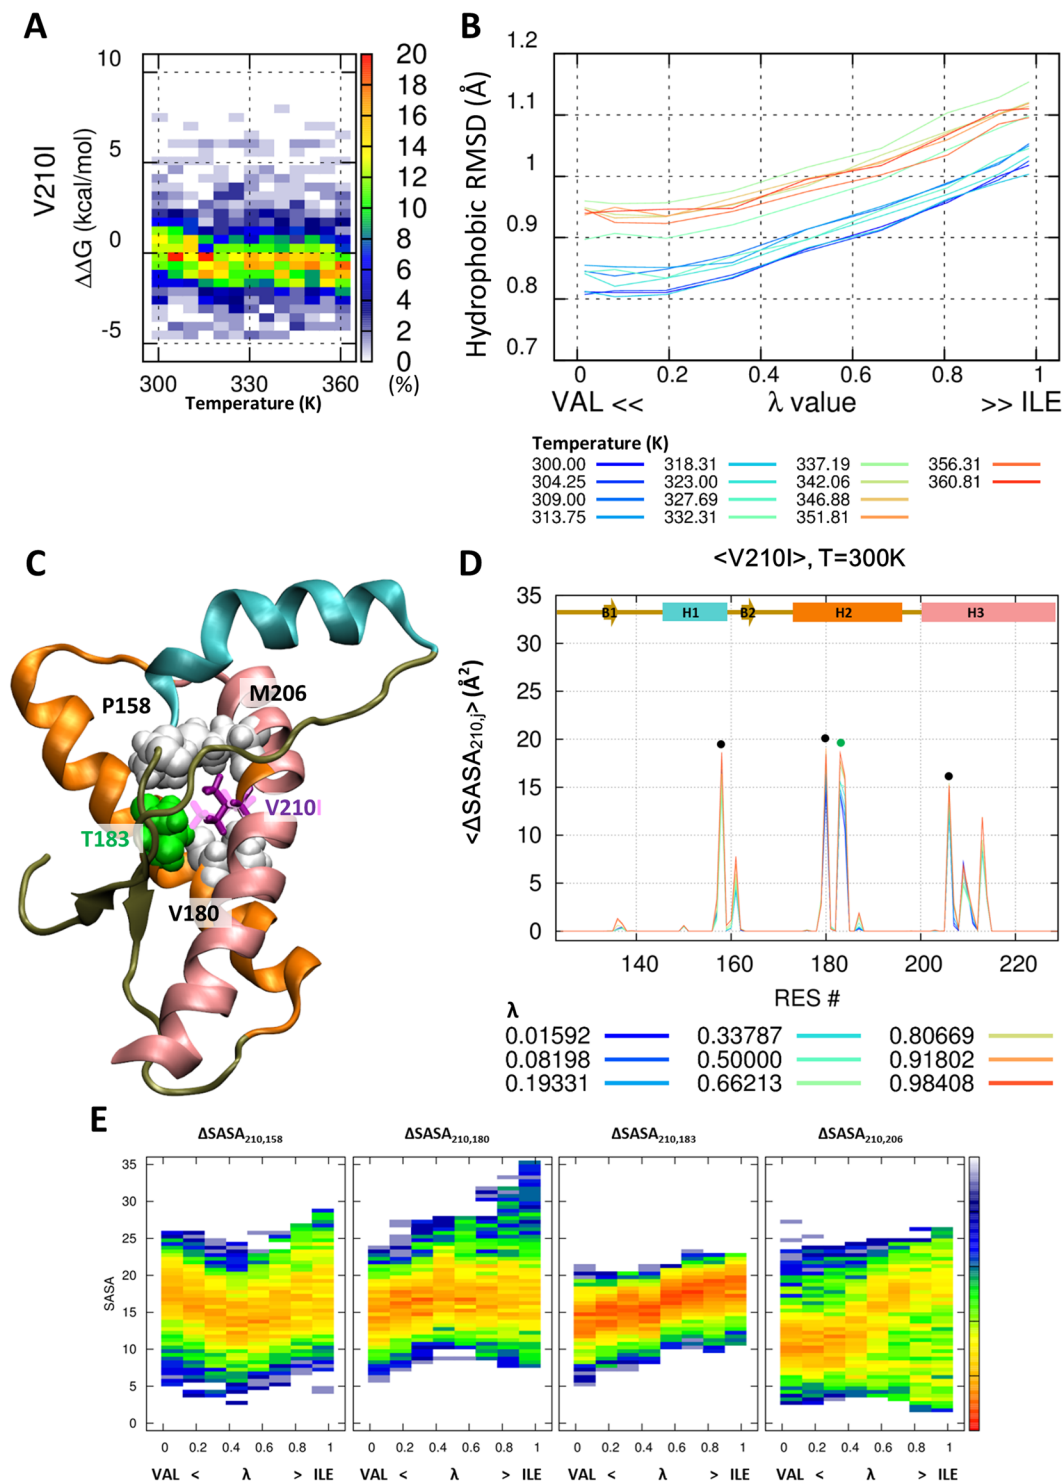 A
V210I
ΔΔG (kcal/mol)
10
5
0
-5
300
330
360
Temperature (K)
20
18
16
14
12
10
8
6
4
2
0
(%)
B
Hydrophobic RMSD (Å)
1.2
1.1
1
0.9
0.8
0.7
0 0.2 0.4 0.6 0.8 1
VAL << λ value >> ILE
Temperature (K)
300.00 318.31 337.19 356.31
304.25 323.00 342.06 360.81
309.00 327.69 346.88
313.75 332.31 351.81
C
P158
M206
V210I
T183
V180
D
<V210I>, T=300K
<ΔSASA210,j> (Å2)
35
30
25
20
15
10
5
0
B1 H1 B2 H2 H3
140 160 180 200 220
RES #
λ
0.01592 0.33787 0.80669
0.08198 0.50000 0.91802
0.19331 0.66213 0.98408
E
ΔSASA210,158 ΔSASA210,180 ΔSASA210,183 ΔSASA210,206
SASA
35
30
25
20
15
10
5
0
0 0.2 0.4 0.6 0.8 1 0 0.2 0.4 0.6 0.8 1 0 0.2 0.4 0.6 0.8 1 0 0.2 0.4 0.6 0.8 1
VAL < λ > ILE VAL < λ > ILE VAL < λ > ILE VAL < λ > ILE